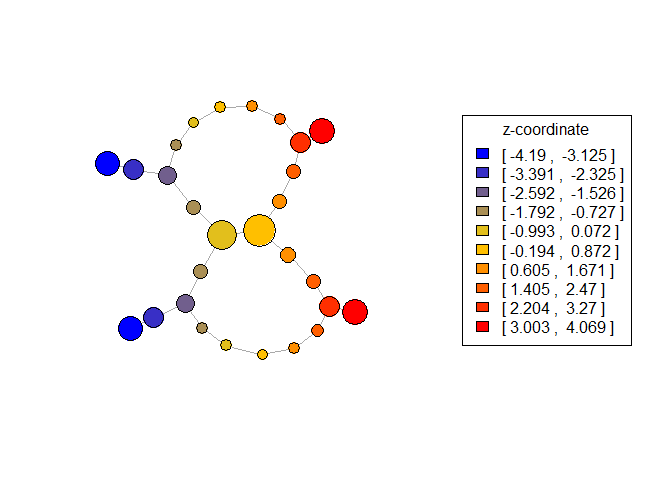 z-coordinate
[ -4.19 ,  -3.125 ]
[ -3.391 ,  -2.325 ]
[ -2.592 ,  -1.526 ]
[ -1.792 ,  -0.727 ]
[ -0.993 ,  0.072 ]
[ -0.194 ,  0.872 ]
[ 0.605 ,  1.671 ]
[ 1.405 ,  2.47 ]
[ 2.204 ,  3.27 ]
[ 3.003 ,  4.069 ]